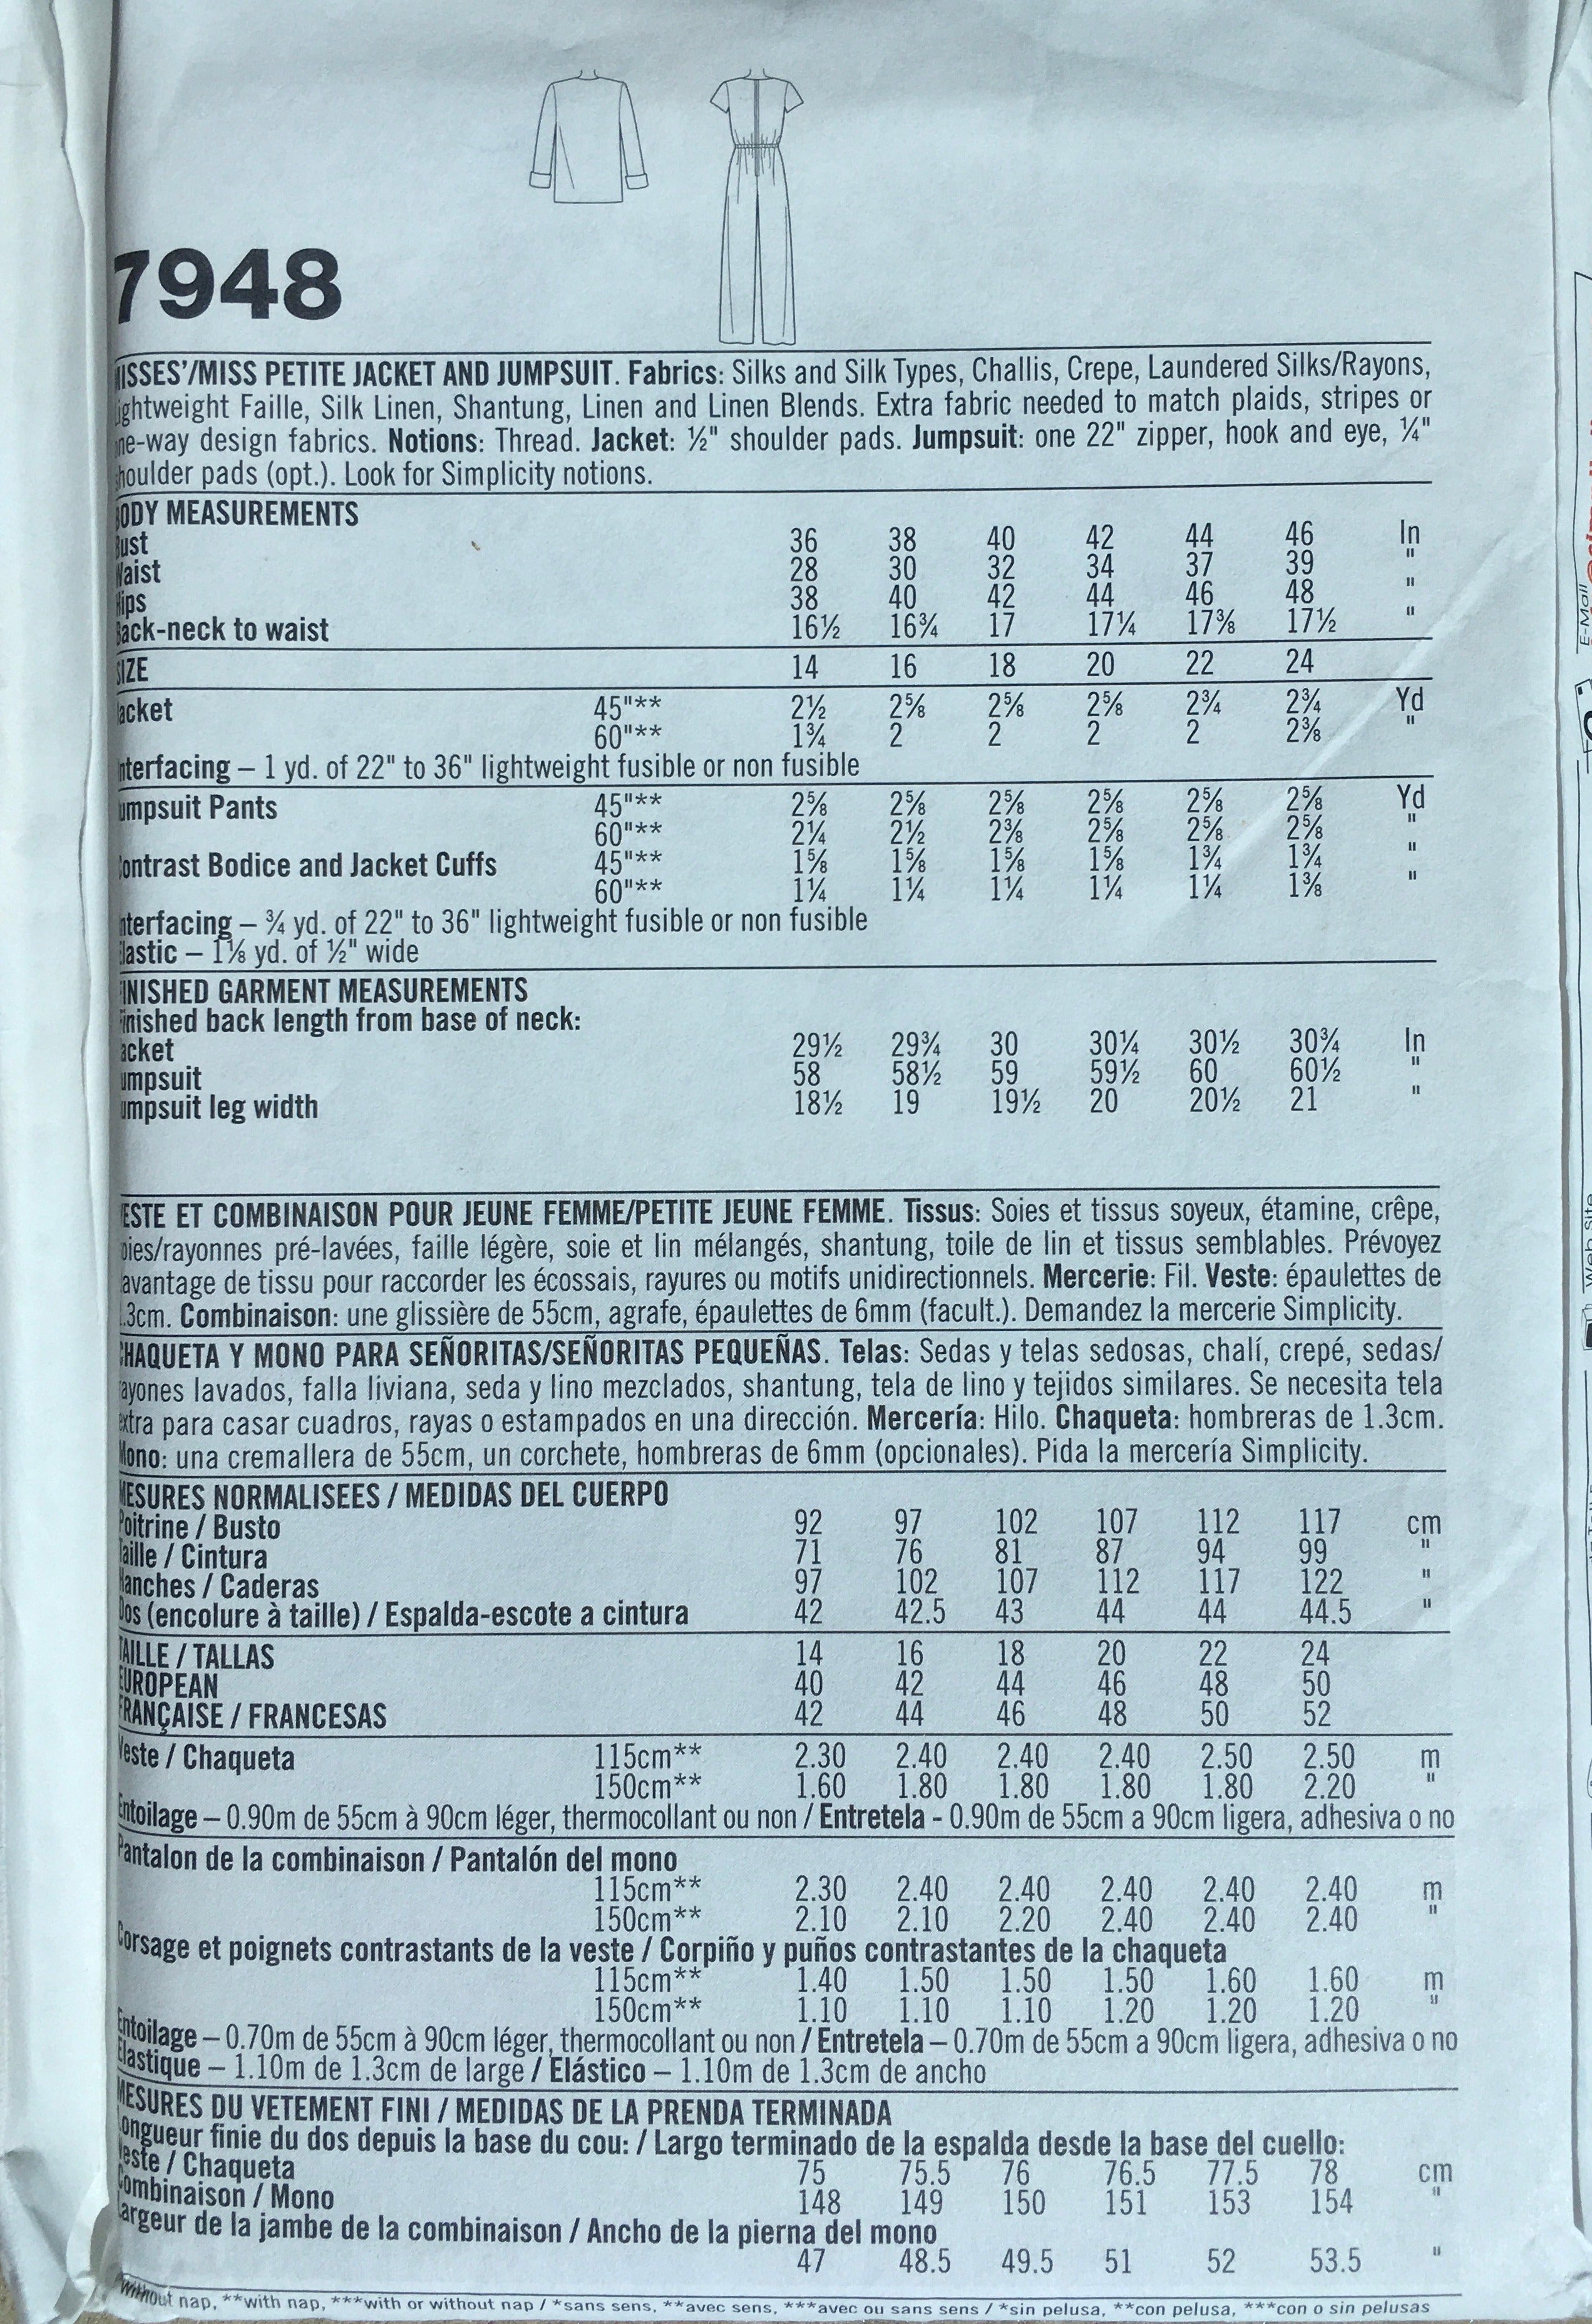 7948
ISSES'/MISS PETITE JACKET AND JUMPSUIT. Fabrics: Silks and Silk Types, Challis, Crepe, Laundered Silks/Rayons,
ightweight Faille, Silk Linen, Shantung, Linen and Linen Blends. Extra fabric needed to match plaids, stripes or
ne-way design fabrics. Notions: Thread. Jacket: ½" shoulder pads. Jumpsuit: one 22" zipper, hook and eye, ¼"
houlder pads (opt.). Look for Simplicity notions.
ODY MEASUREMENTS
Bust 36 38 40 42 44 46 In
Waist 28 30 32 34 37 39 "
Hips 38 40 42 44 46 48 "
Back-neck to waist 16½ 16¾ 17 17¼ 17⅜ 17½ "
SIZE 14 16 18 20 22 24
acket 45"** 2½ 2⅝ 2⅝ 2⅝ 2¾ 2¾ Yd
60"** 1¾ 2 2 2 2 2⅜ "
nterfacing – 1 yd. of 22" to 36" lightweight fusible or non fusible
umpsuit Pants 45"** 2⅝ 2⅝ 2⅝ 2⅝ 2⅝ 2⅝ Yd
60"** 2¼ 2½ 2⅜ 2⅝ 2⅝ 2⅝ "
ontrast Bodice and Jacket Cuffs 45"** 1⅝ 1⅝ 1⅝ 1⅝ 1¾ 1¾ "
60"** 1¼ 1¼ 1¼ 1¼ 1¼ 1⅜ "
nterfacing – ¾ yd. of 22" to 36" lightweight fusible or non fusible
lastic – 1⅛ yd. of ½" wide
INISHED GARMENT MEASUREMENTS
inished back length from base of neck:
acket 29½ 29¾ 30 30¼ 30½ 30¾ In
umpsuit 58 58½ 59 59½ 60 60½ "
umpsuit leg width 18½ 19 19½ 20 20½ 21 "
ESTE ET COMBINAISON POUR JEUNE FEMME/PETITE JEUNE FEMME. Tissus: Soies et tissus soyeux, étamine, crêpe,
oies/rayonnes pré-lavées, faille légère, soie et lin mélangés, shantung, toile de lin et tissus semblables. Prévoyez
avantage de tissu pour raccorder les écossais, rayures ou motifs unidirectionnels. Mercerie: Fil. Veste: épaulettes de
.3cm. Combinaison: une glissière de 55cm, agrafe, épaulettes de 6mm (facult.). Demandez la mercerie Simplicity.
HAQUETA Y MONO PARA SEÑORITAS/SEÑORITAS PEQUEÑAS. Telas: Sedas y telas sedosas, chalí, crepé, sedas/
ayones lavados, falla liviana, seda y lino mezclados, shantung, tela de lino y tejidos similares. Se necesita tela
xtra para casar cuadros, rayas o estampados en una dirección. Mercería: Hilo. Chaqueta: hombreras de 1.3cm.
Mono: una cremallera de 55cm, un corchete, hombreras de 6mm (opcionales). Pida la mercería Simplicity.
MESURES NORMALISEES / MEDIDAS DEL CUERPO
Poitrine / Busto 92 97 102 107 112 117 cm
Taille / Cintura 71 76 81 87 94 99 "
Hanches / Caderas 97 102 107 112 117 122 "
Dos (encolure à taille) / Espalda-escote a cintura 42 42.5 43 44 44 44.5 "
TAILLE / TALLAS 14 16 18 20 22 24
EUROPEAN 40 42 44 46 48 50
FRANÇAISE / FRANCESAS 42 44 46 48 50 52
Veste / Chaqueta 115cm** 2.30 2.40 2.40 2.40 2.50 2.50 m
150cm** 1.60 1.80 1.80 1.80 1.80 2.20 "
Entoilage – 0.90m de 55cm à 90cm léger, thermocollant ou non / Entretela - 0.90m de 55cm a 90cm ligera, adhesiva o no
Pantalon de la combinaison / Pantalón del mono
115cm** 2.30 2.40 2.40 2.40 2.40 2.40 m
150cm** 2.10 2.10 2.20 2.40 2.40 2.40 "
Corsage et poignets contrastants de la veste / Corpiño y puños contrastantes de la chaqueta
115cm** 1.40 1.50 1.50 1.50 1.60 1.60 m
150cm** 1.10 1.10 1.10 1.20 1.20 1.20 "
Entoilage – 0.70m de 55cm à 90cm léger, thermocollant ou non / Entretela – 0.70m de 55cm a 90cm ligera, adhesiva o no
Elastique – 1.10m de 1.3cm de large / Elástico – 1.10m de 1.3cm de ancho
MESURES DU VETEMENT FINI / MEDIDAS DE LA PRENDA TERMINADA
ongueur finie du dos depuis la base du cou: / Largo terminado de la espalda desde la base del cuello:
este / Chaqueta 75 75.5 76 76.5 77.5 78 cm
Combinaison / Mono 148 149 150 151 153 154 "
argeur de la jambe de la combinaison / Ancho de la pierna del mono
47 48.5 49.5 51 52 53.5 "
*without nap, **with nap, ***with or without nap / *sans sens, **avec sens, ***avec ou sans sens / *sin pelusa, **con pelusa, ***con o sin pelusas
E-Mail
Web Site